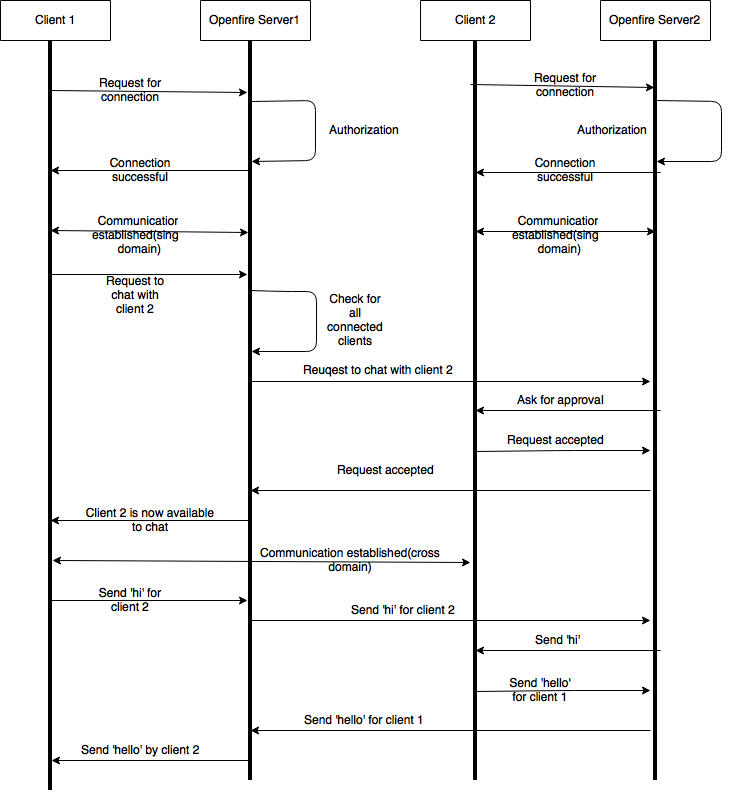 Client 1
Openfire Server1
Client 2
Openfire Server2
Request for
connection
Request for
connection
Authorization
Authorization
Connection
successful
Connection
successful
Communicatior
established(sing
domain)
Communicatior
established(sing
domain)
Request to
chat with
client 2
Check for
all
connected
clients
Reuqest to chat with client 2
Ask for approval
Request accepted
Request accepted
Client 2 is now available
to chat
Communication established(cross
domain)
Send 'hi' for
client 2
Send 'hi' for client 2
Send 'hi'
Send 'hello'
for client 1
Send 'hello' for client 1
Send 'hello' by client 2